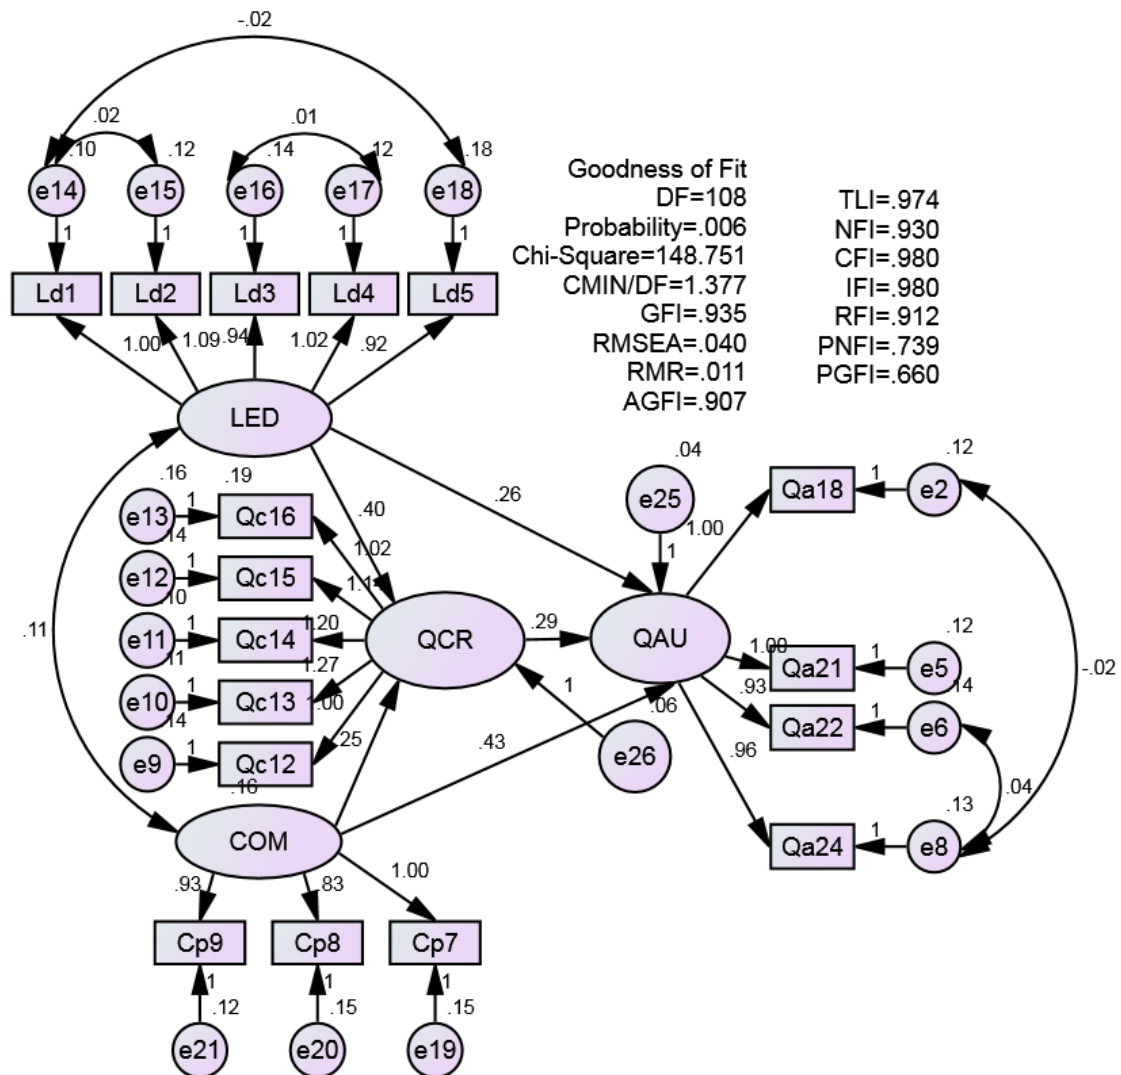 -.02
.02
.01
.10
.12
.14
.12
.18
e14
e15
e16
e17
e18
1
1
1
1
1
Ld1
Ld2
Ld3
Ld4
Ld5
1.00
1.09
.94
1.02
.92
LED
Goodness of Fit
DF=108
Probability=.006
Chi-Square=148.751
CMIN/DF=1.377
GFI=.935
RMSEA=.040
RMR=.011
AGFI=.907
TLI=.974
NFI=.930
CFI=.980
IFI=.980
RFI=.912
PNFI=.739
PGFI=.660
.16
.19
e13
1
Qc16
.14
e12
1
Qc15
.10
e11
1
Qc14
.11
e10
1
Qc13
.14
e9
1
Qc12
.40
1.02
1.20
1.27
1.00
.25
.11
QCR
.26
.29
.43
.04
e25
1
QAU
.06
1
e26
1.00
Qa18
1
e2
.12
1.00
Qa21
1
e5
.12
.93
Qa22
1
e6
.14
.96
Qa24
1
e8
.13
.04
-.02
.16
COM
.93
.83
1.00
Cp9
Cp8
Cp7
1
1
1
.12
.15
.15
e21
e20
e19